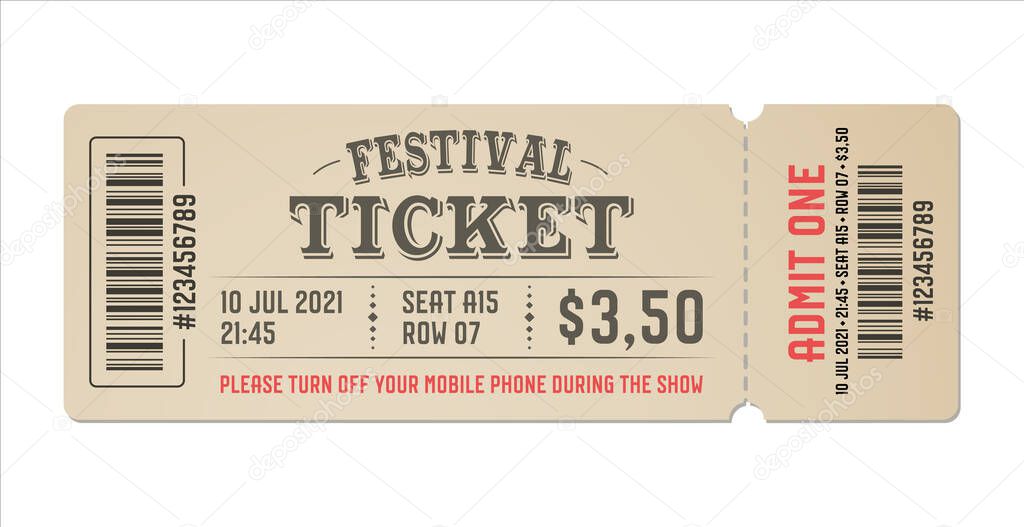 #123456789
FESTIVAL
TICKET
10 JUL 2021
21:45
SEAT A15
ROW 07
$3,50
PLEASE TURN OFF YOUR MOBILE PHONE DURING THE SHOW
ADMIT ONE
10 JUL 2021 • 21:45 • SEAT A15 • ROW 07 • $3,50
#123456789
depositphotos